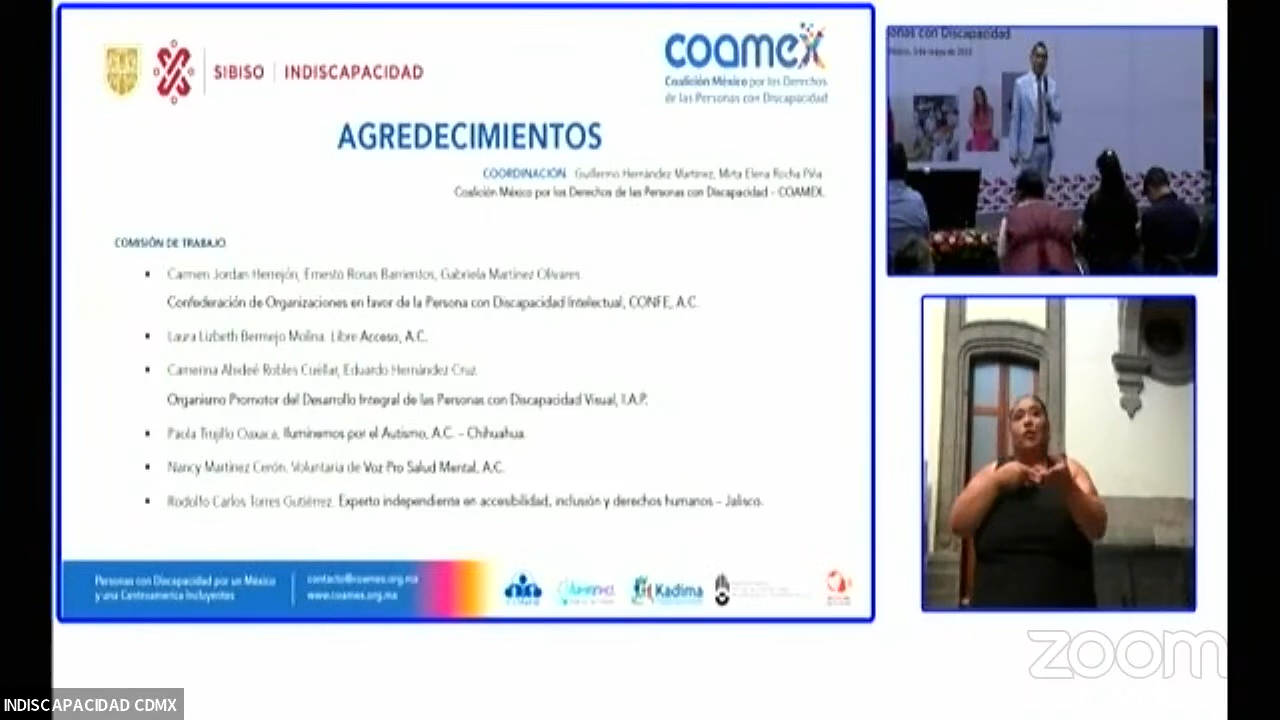 SIBISO | INDISCAPACIDAD
coamex
Coalición México por los Derechos
de las Personas con Discapacidad
AGREDECIMIENTOS
COORDINACIÓN Guillermo Hernández Martínez, Mirta Elena Rocha Piña
Coalición México por los Derechos de las Personas con Discapacidad - COAMEX.
COMISIÓN DE TRABAJO
▪ Carmen Jordan Herrejón, Ernesto Rosas Barrientos, Gabriela Martínez Olivares.
Confederación de Organizaciones en favor de la Persona con Discapacidad Intelectual, CONFE, A.C.
▪ Laura Lizbeth Bermejo Molina. Libre Acceso, A.C.
▪ Camerina Ahideé Robles Cuéllar, Eduardo Hernández Cruz.
Organismo Promotor del Desarrollo Integral de las Personas con Discapacidad Visual, I.A.P.
▪ Paola Trujillo Oaxaca, Iluminemos por el Autismo, A.C. – Chihuahua.
▪ Nancy Martínez Cerón. Voluntaria de Voz Pro Salud Mental, A.C.
▪ Rodolfo Carlos Torres Gutiérrez. Experto independiente en accesibilidad, inclusión y derechos humanos – Jalisco.
Personas con Discapacidad por un México
y una Centroamerica Incluyentes
contacto@coamex.org.mx
www.coamex.org.mx
CONFE
Kadima
onas con Discapacidad
zoom
INDISCAPACIDAD CDMX